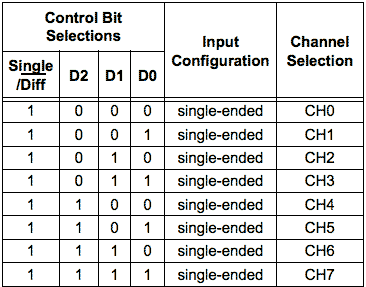 Control Bit Selections Input Configuration Channel Selection
Single /Diff D2 D1 D0
1 0 0 0 single-ended CH0
1 0 0 1 single-ended CH1
1 0 1 0 single-ended CH2
1 0 1 1 single-ended CH3
1 1 0 0 single-ended CH4
1 1 0 1 single-ended CH5
1 1 1 0 single-ended CH6
1 1 1 1 single-ended CH7